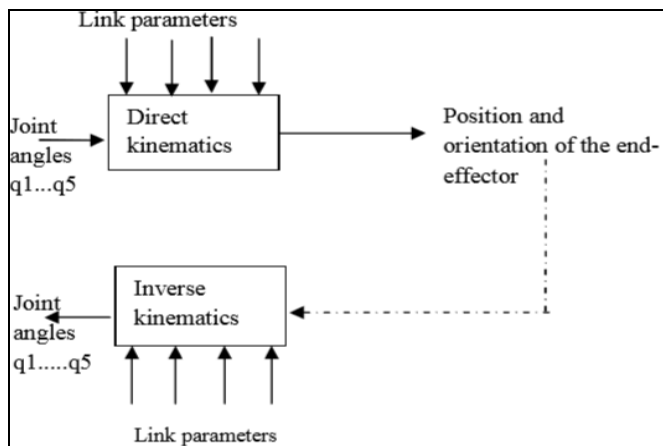 Link parameters
Joint
angles
q1...q5
Direct
kinematics
Position and
orientation of the end-
effector
Joint
angles
q1.....q5
Inverse
kinematics
Link parameters